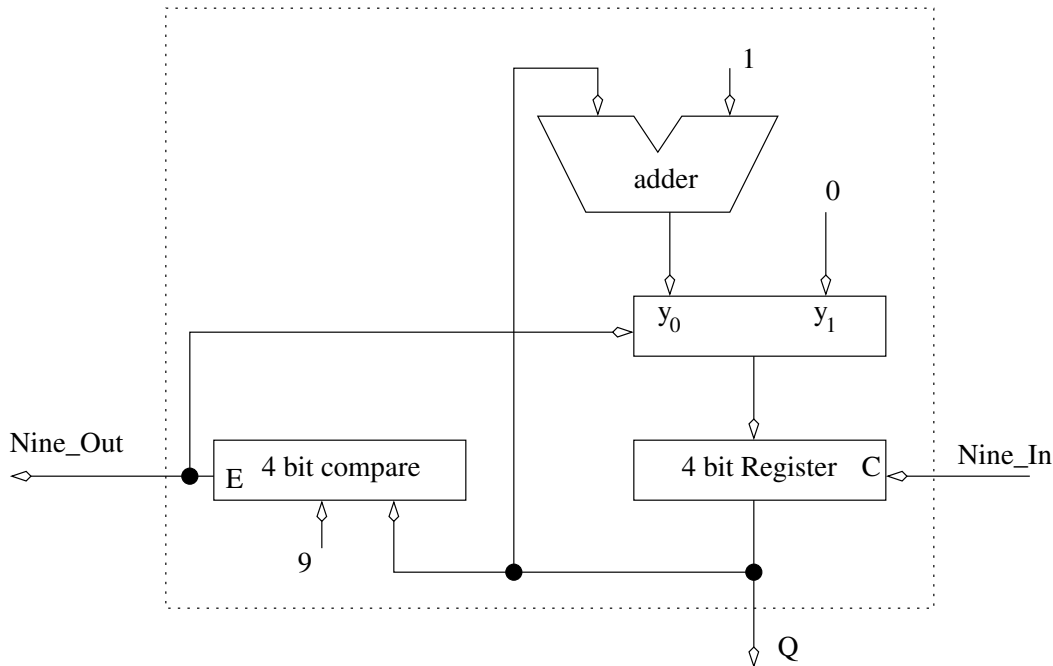 1
adder
0
y0 y1
Nine_Out
E 4 bit compare
4 bit Register C
Nine_In
9
Q